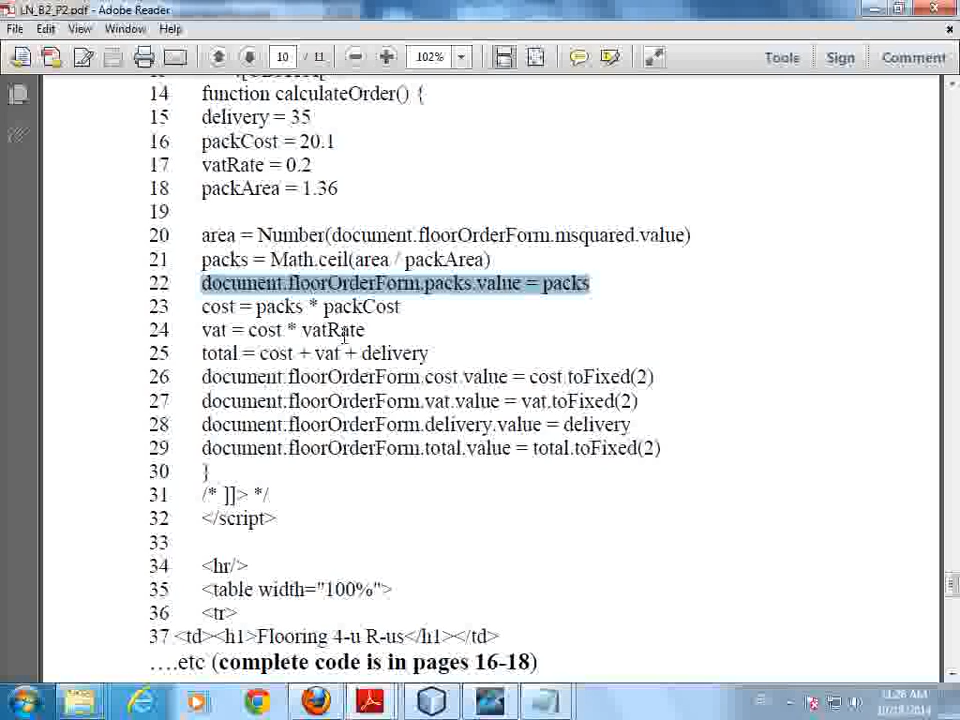 LN_B2_P2.pdf - Adobe Reader
File Edit View Window Help
10 / 11 102% Tools Sign Comment
14 function calculateOrder() {
15 delivery = 35
16 packCost = 20.1
17 vatRate = 0.2
18 packArea = 1.36
19
20 area = Number(document.floorOrderForm.msquared.value)
21 packs = Math.ceil(area / packArea)
22 document.floorOrderForm.packs.value = packs
23 cost = packs * packCost
24 vat = cost * vatRate
25 total = cost + vat + delivery
26 document.floorOrderForm.cost.value = cost.toFixed(2)
27 document.floorOrderForm.vat.value = vat.toFixed(2)
28 document.floorOrderForm.delivery.value = delivery
29 document.floorOrderForm.total.value = total.toFixed(2)
30 }
31 /* ]]> */
32 </script>
33
34 <hr/>
35 <table width="100%">
36 <tr>
37 <td><h1>Flooring 4-u R-us</h1></td>
….etc (complete code is in pages 16-18)